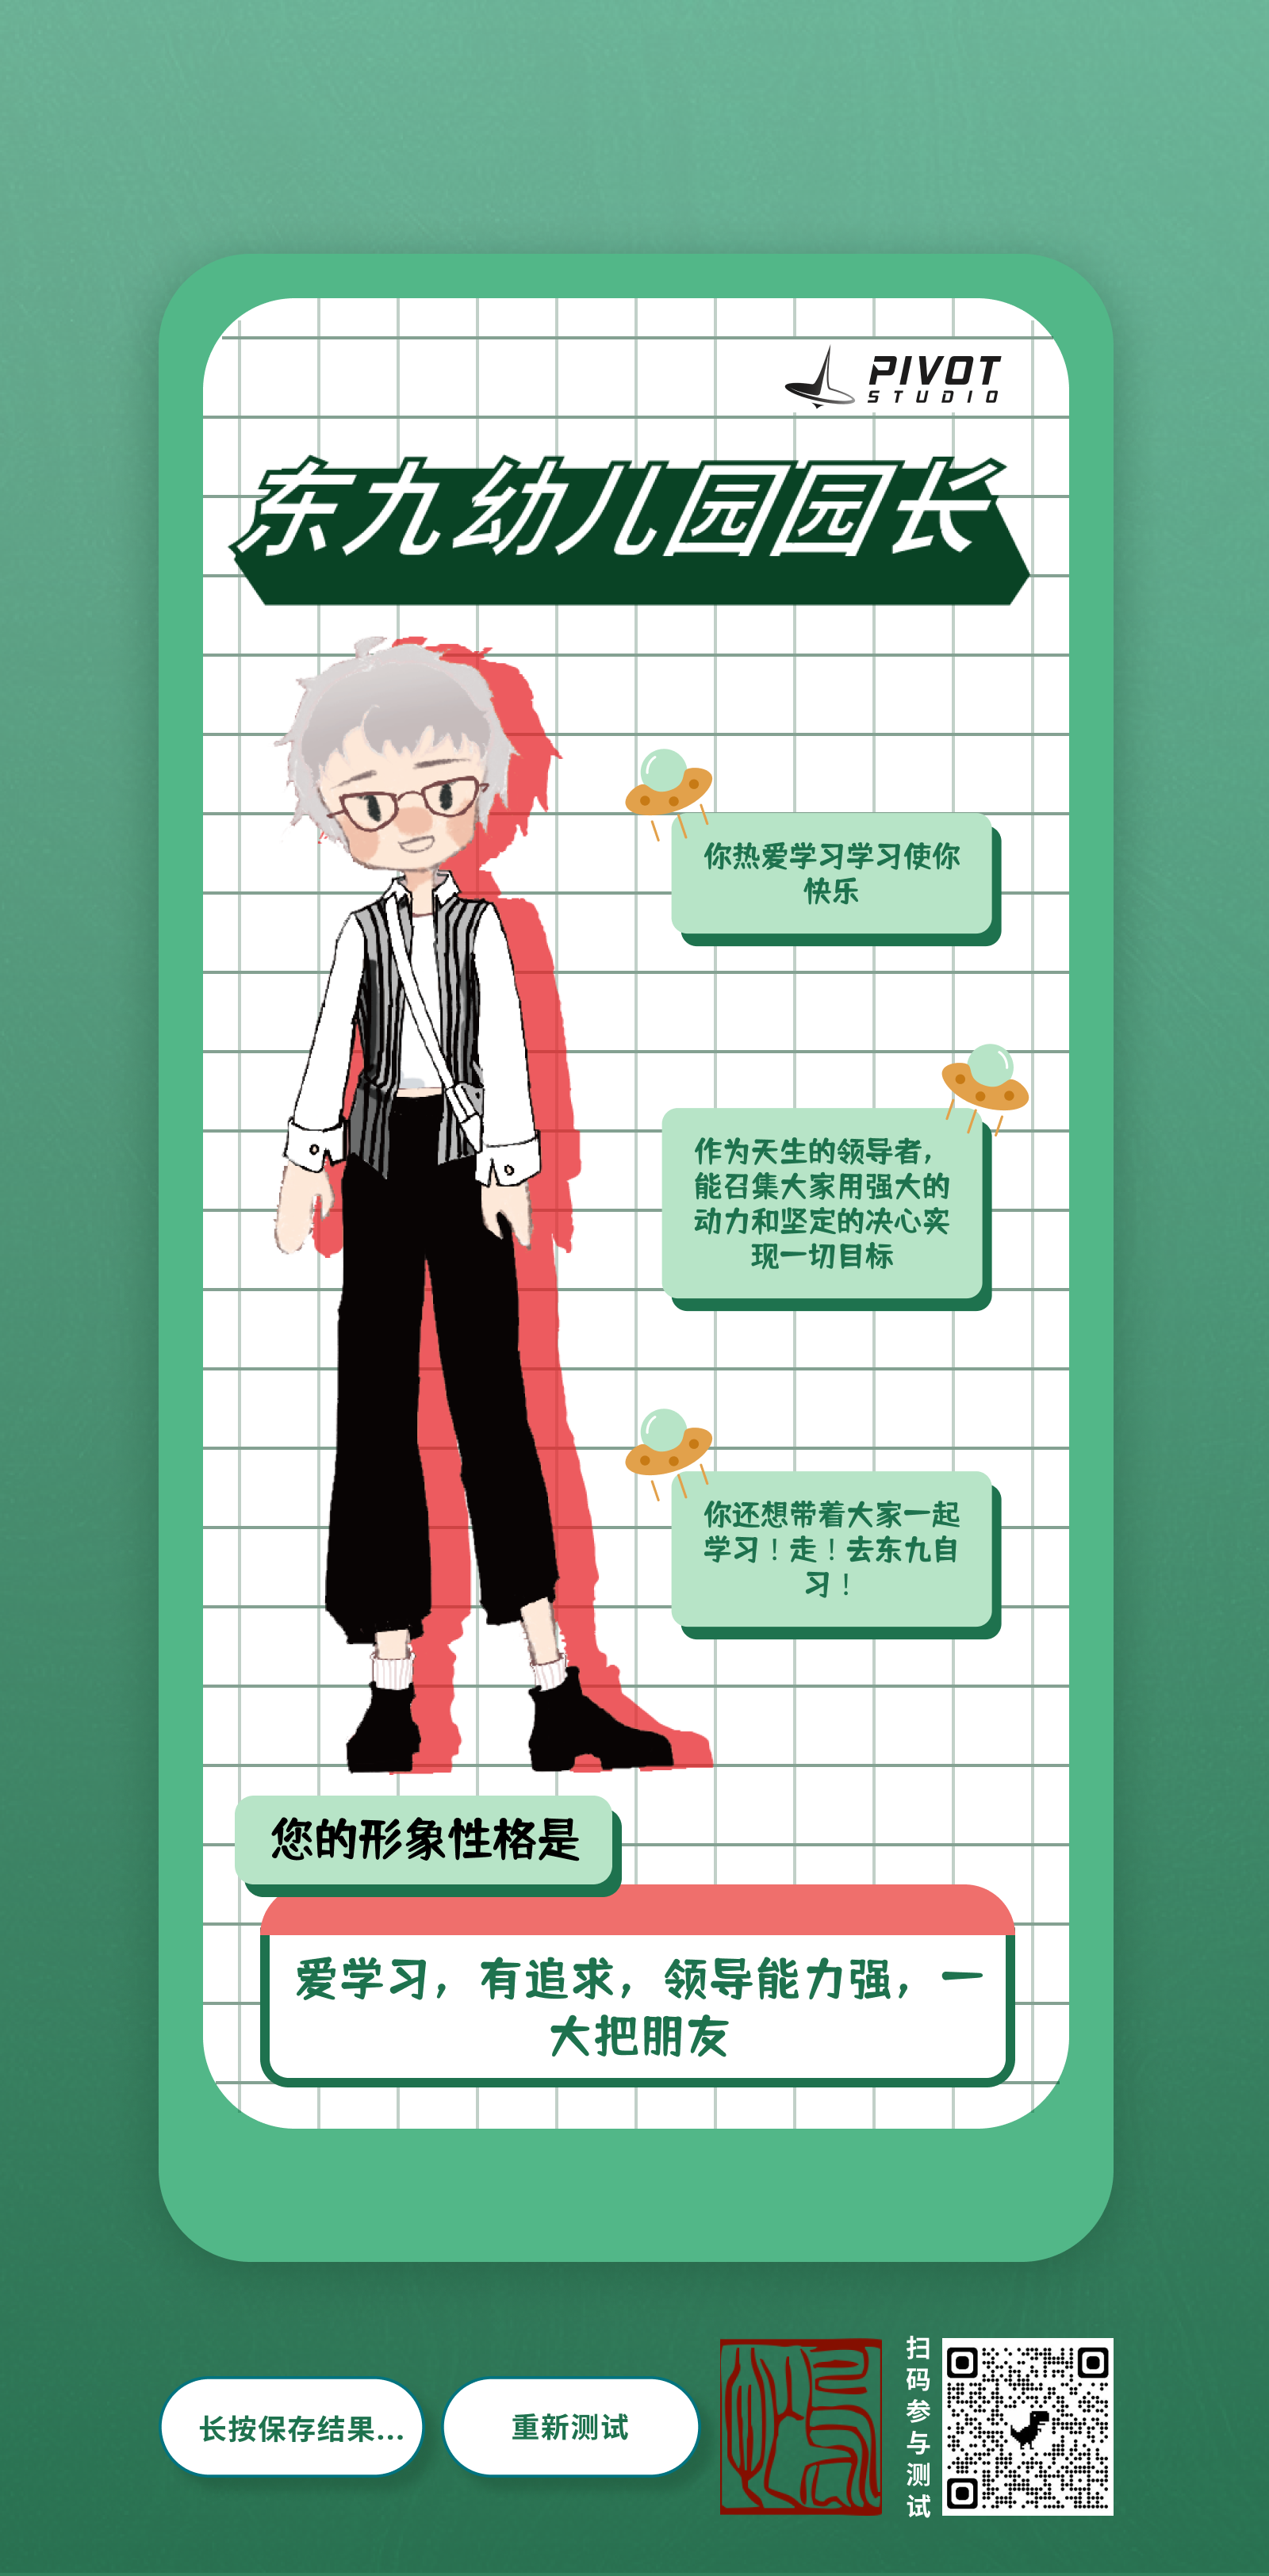 PIVOT
STUDIO
东九幼儿园园长
你热爱学习学习使你
快乐
作为天生的领导者，
能召集大家用强大的
动力和坚定的决心实
现一切目标
你还想带着大家一起
学习！走！去东九自
习！
您的形象性格是
爱学习，有追求，领导能力强，一
大把朋友
长按保存结果...
重新测试
扫码参与测试